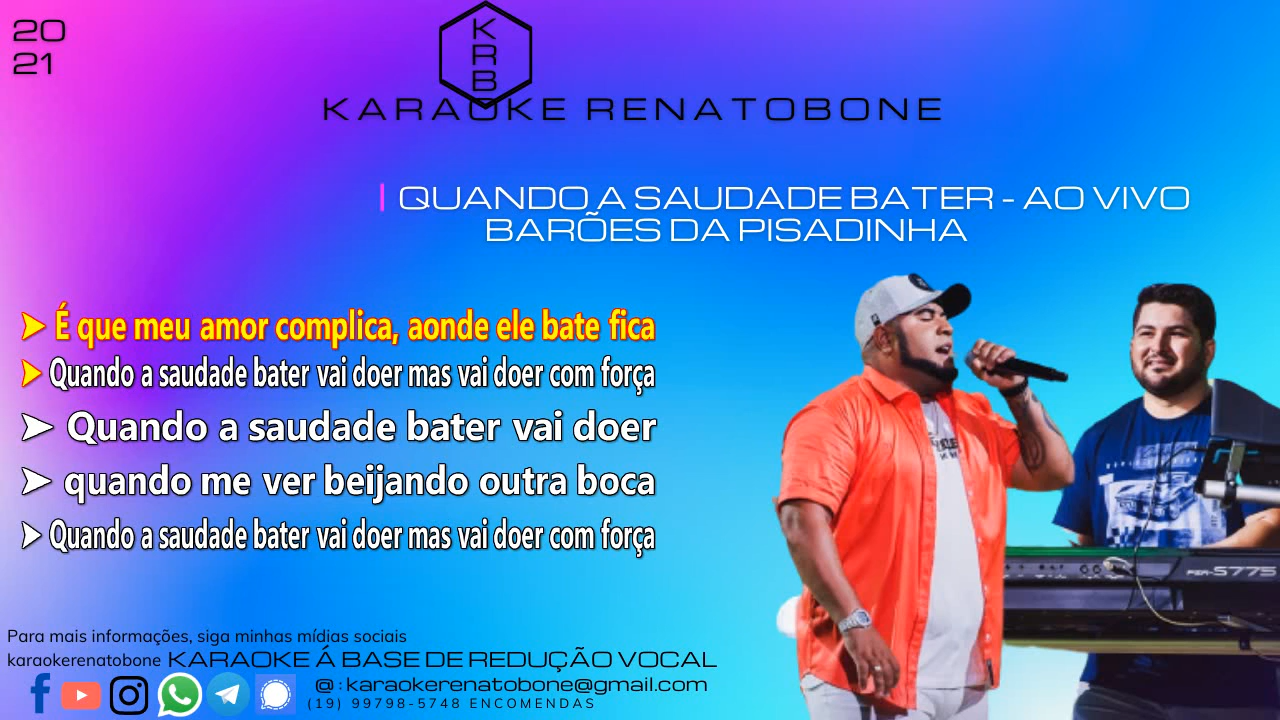 20
21
K
R
B
KARAOKE RENATOBONE
| QUANDO A SAUDADE BATER - AO VIVO
BARÕES DA PISADINHA
➤ É que meu amor complica, aonde ele bate fica
➤ Quando a saudade bater vai doer mas vai doer com força
➤ Quando a saudade bater vai doer
➤ quando me ver beijando outra boca
➤ Quando a saudade bater vai doer mas vai doer com força
PSR-S775
Para mais informações, siga minhas mídias sociais
karaokerenatobone KARAOKE Á BASE DE REDUÇÃO VOCAL
@:karaokerenatobone@gmail.com
(19) 99798-5748 ENCOMENDAS